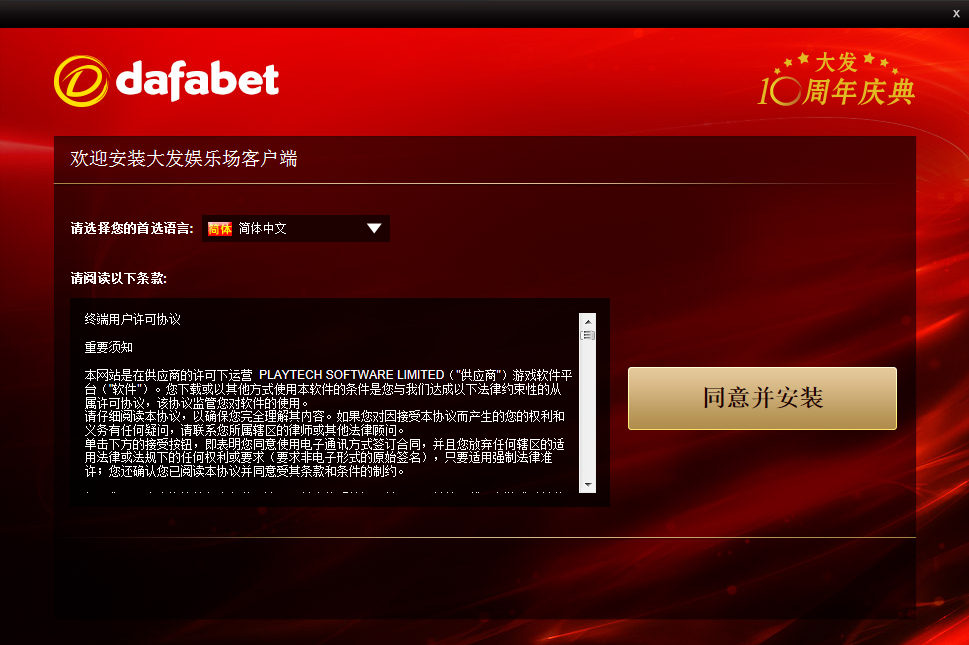 x
dafabet
大发
10周年庆典
欢迎安装大发娱乐场客户端
请选择您的首选语言:
简体 简体中文
请阅读以下条款:
终端用户许可协议
重要须知
本网站是在供应商的许可下运营 PLAYTECH SOFTWARE LIMITED（"供应商"）游戏软件平
台（"软件"）。您下载或以其他方式使用本软件的条件是您与我们达成以下法律约束性的从
属许可协议，该协议监管您对软件的使用。
请仔细阅读本协议，以确保您完全理解其内容。如果您对因接受本协议而产生的您的权利和
义务有任何疑问，请联系您所属辖区的律师或其他法律顾问。
单击下方的接受按钮，即表明您同意使用电子通讯方式签订合同，并且您放弃任何辖区的适
用法律或法规下的任何权利或要求（要求非电子形式的原始签名），只要适用强制法律准
许；您还确认您已阅读本协议并同意受其条款和条件的制约。
同意并安装